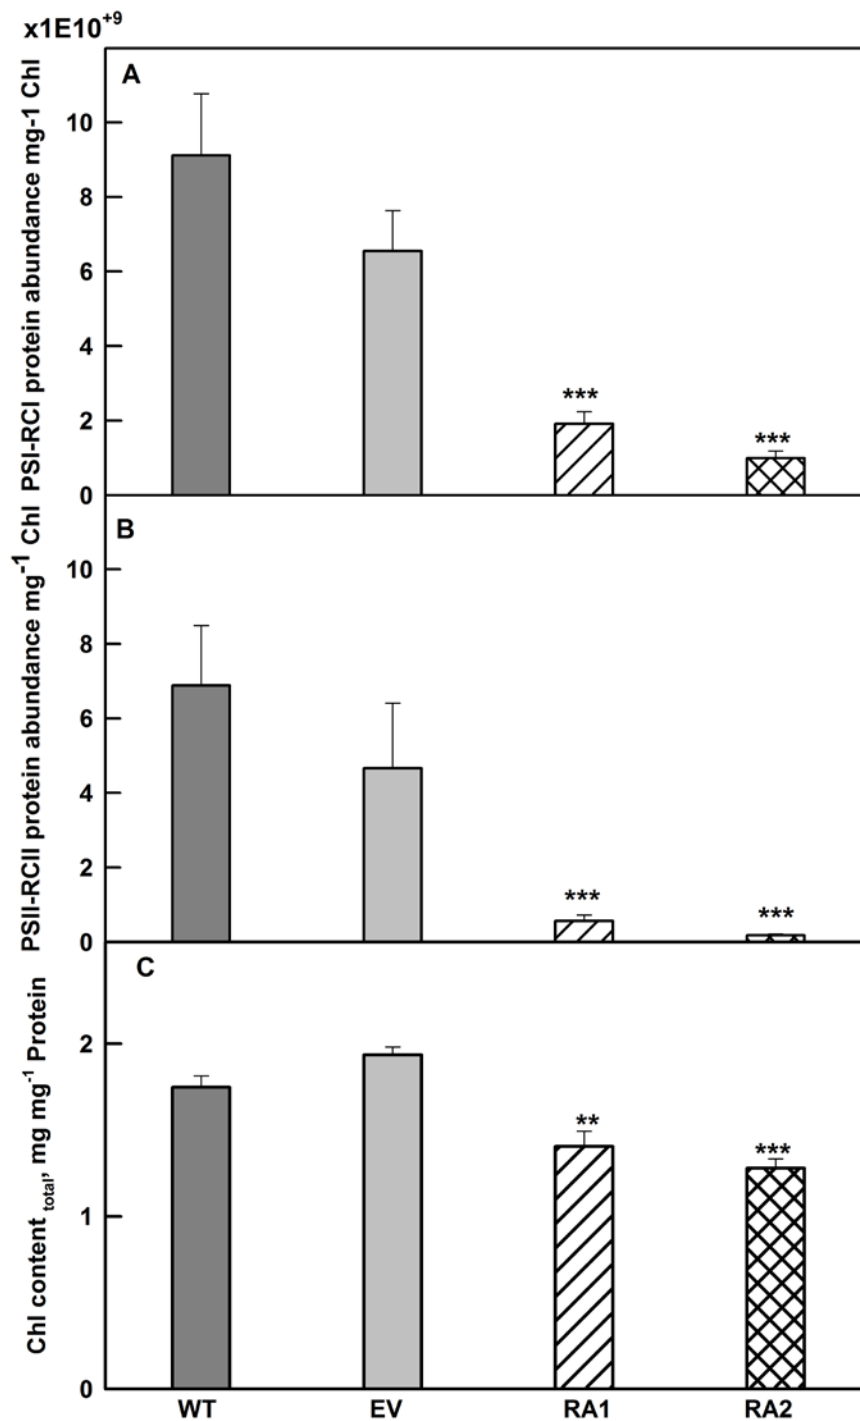 x1E10+9
A
PSI-RCI protein abundance mg-1 Chl
10
8
6
4
2
0
***
***
B
PSII-RCII protein abundance mg-1 Chl
10
8
6
4
2
0
***
***
C
Chl content total, mg mg-1 Protein
2
1
0
**
***
WT EV RA1 RA2